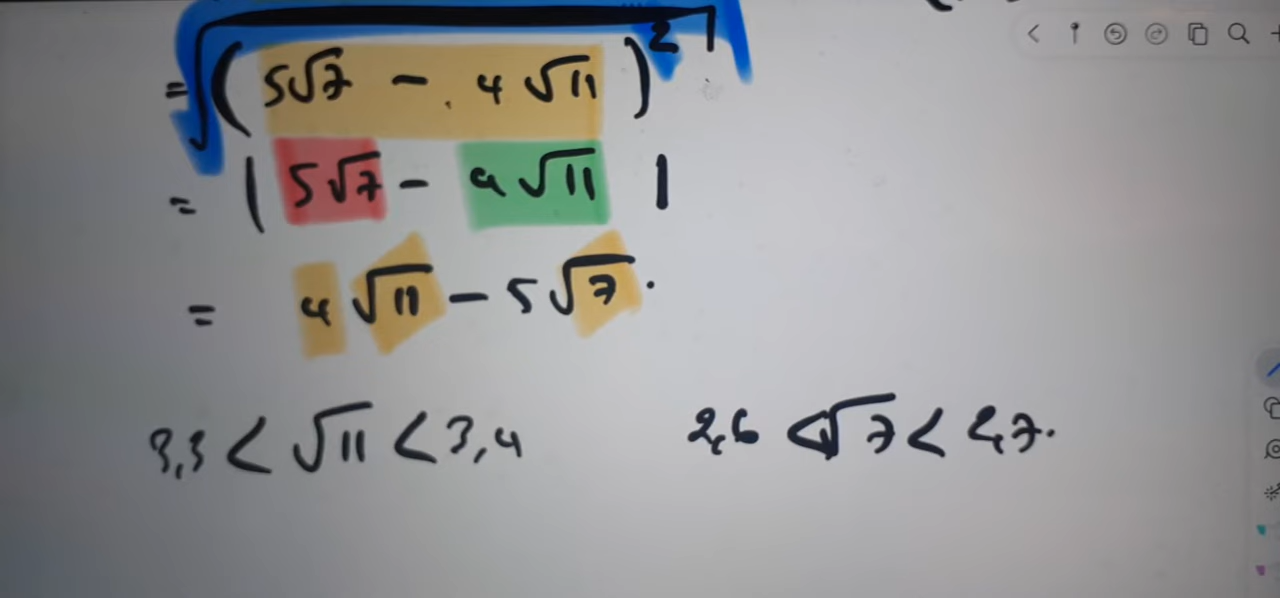 = √(5√7 - 4√11)²
= | 5√7 - 4√11 |
= 4√11 - 5√7.
3,3 < √11 < 3,4 2,6 < √7 < 2,7.